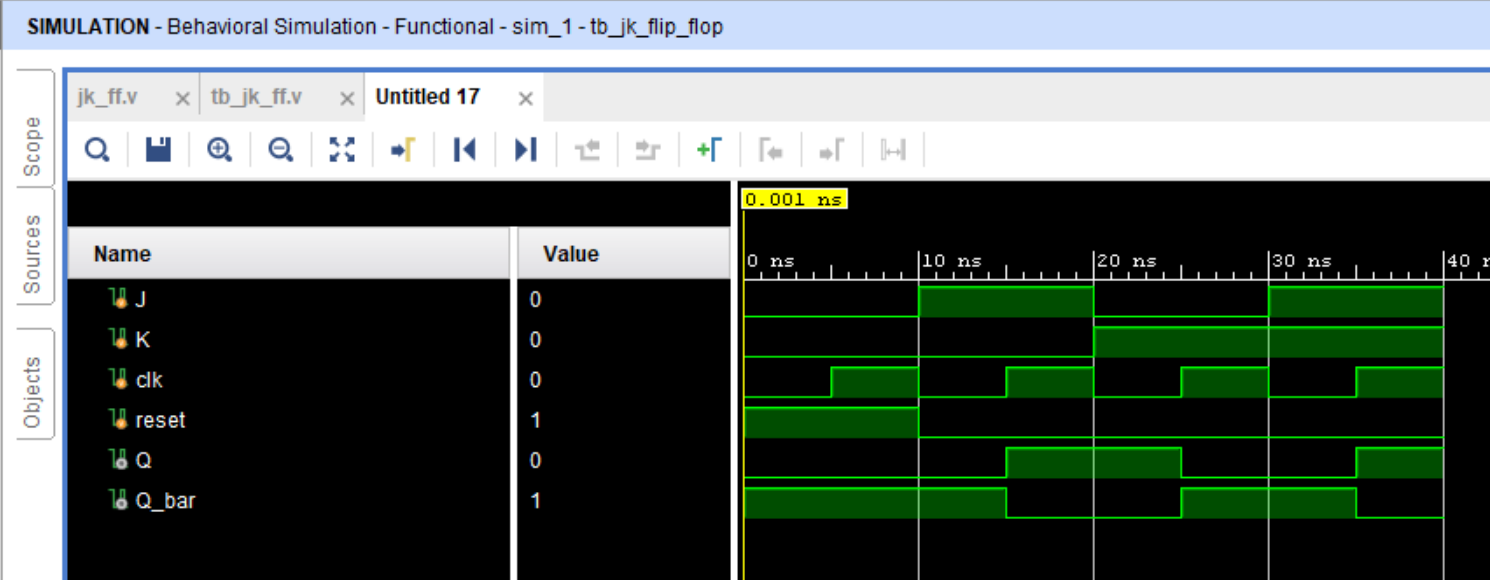 SIMULATION - Behavioral Simulation - Functional - sim_1 - tb_jk_flip_flop
Scope
Sources
Objects
jk_ff.v × tb_jk_ff.v × Untitled 17 ×
0.001 ns
Name Value
0 ns 10 ns 20 ns 30 ns 40 n
J 0
K 0
clk 0
reset 1
Q 0
Q_bar 1